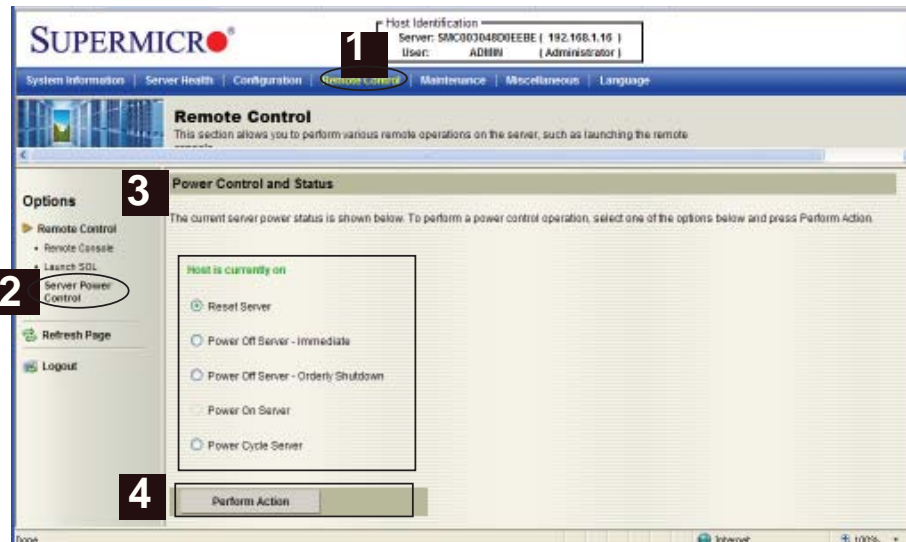 SUPERMICR®
Host Identification
Server: SMC003048D0EEBE ( 192.168.1.16 )
User: ADMIN ( Administrator )
1
System Information | Server Health | Configuration | Remote Control | Maintenance | Miscellaneous | Language
Remote Control
This section allows you to perform various remote operations on the server, such as launching the remote
Options
Remote Control
Remote Console
Launch SOL
2
Server Power
Control
Refresh Page
Logout
3
Power Control and Status
The current server power status is shown below. To perform a power control operation, select one of the options below and press Perform Action.
Host is currently on
Reset Server
Power Off Server - Immediate
Power Off Server - Orderly Shutdown
Power On Server
Power Cycle Server
4
Perform Action
Done
Internet
100%